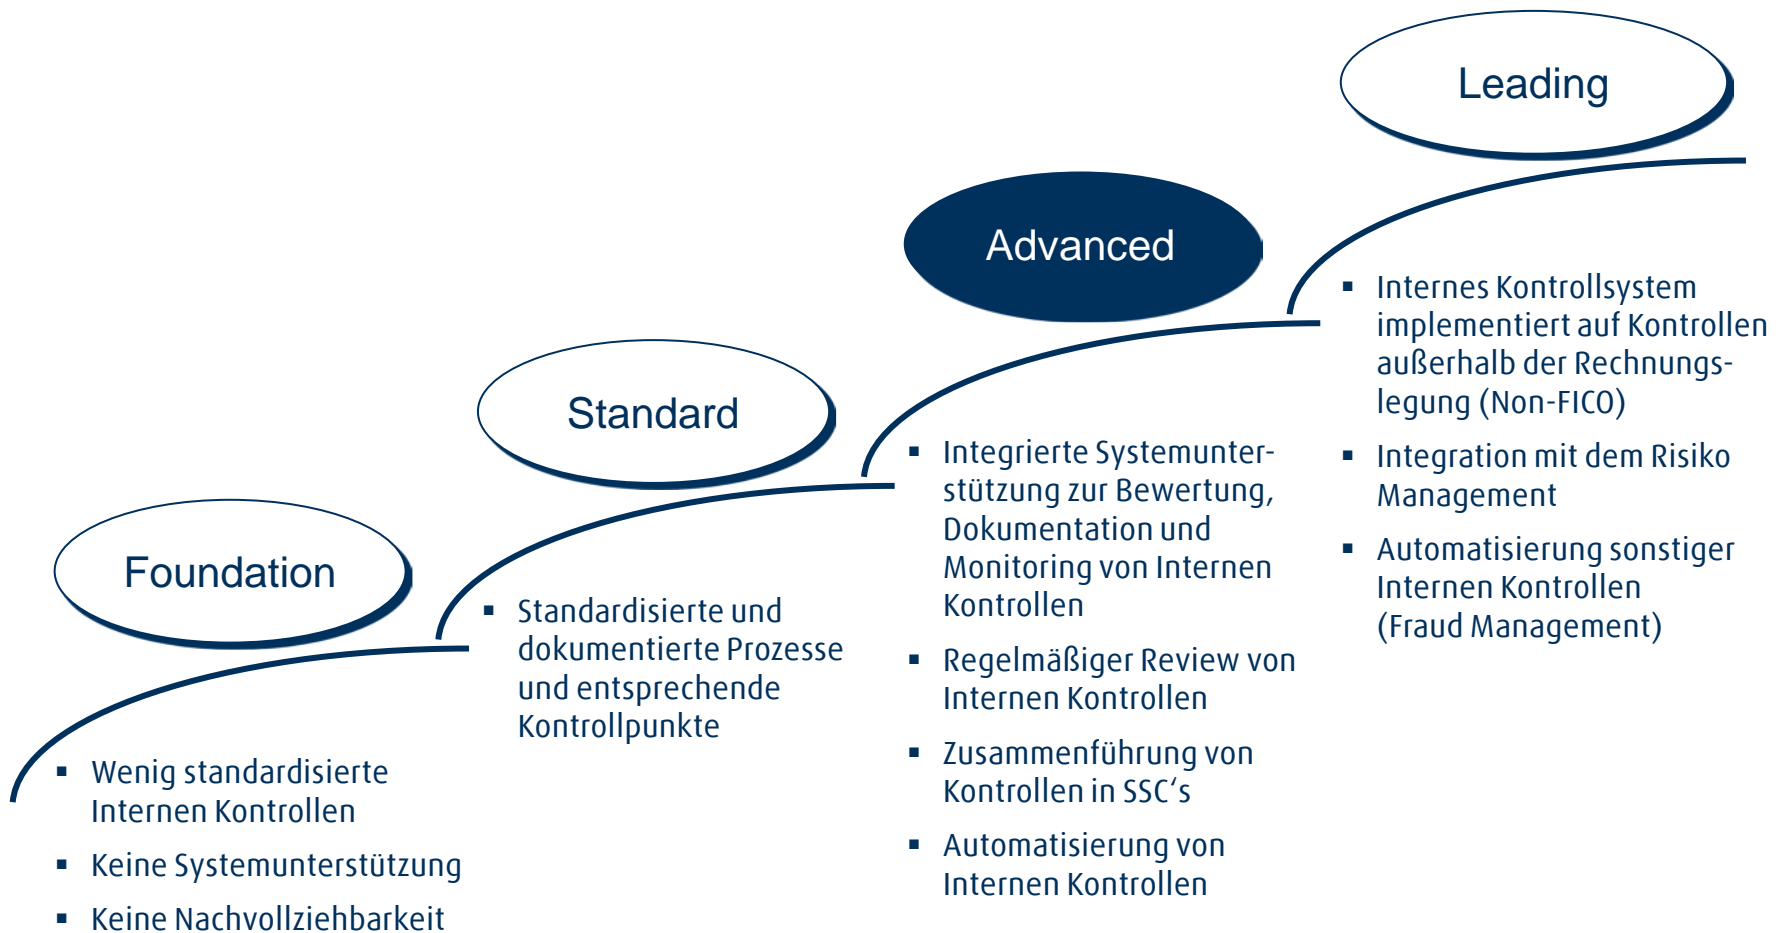 Foundation
▪ Wenig standardisierte
Internen Kontrollen
▪ Keine Systemunterstützung
▪ Keine Nachvollziehbarkeit
Standard
▪ Standardisierte und
dokumentierte Prozesse
und entsprechende
Kontrollpunkte
Advanced
▪ Integrierte Systemunter-
stützung zur Bewertung,
Dokumentation und
Monitoring von Internen
Kontrollen
▪ Regelmäßiger Review von
Internen Kontrollen
▪ Zusammenführung von
Kontrollen in SSC‘s
▪ Automatisierung von
Internen Kontrollen
Leading
▪ Internes Kontrollsystem
implementiert auf Kontrollen
außerhalb der Rechnungs-
legung (Non-FICO)
▪ Integration mit dem Risiko
Management
▪ Automatisierung sonstiger
Internen Kontrollen
(Fraud Management)